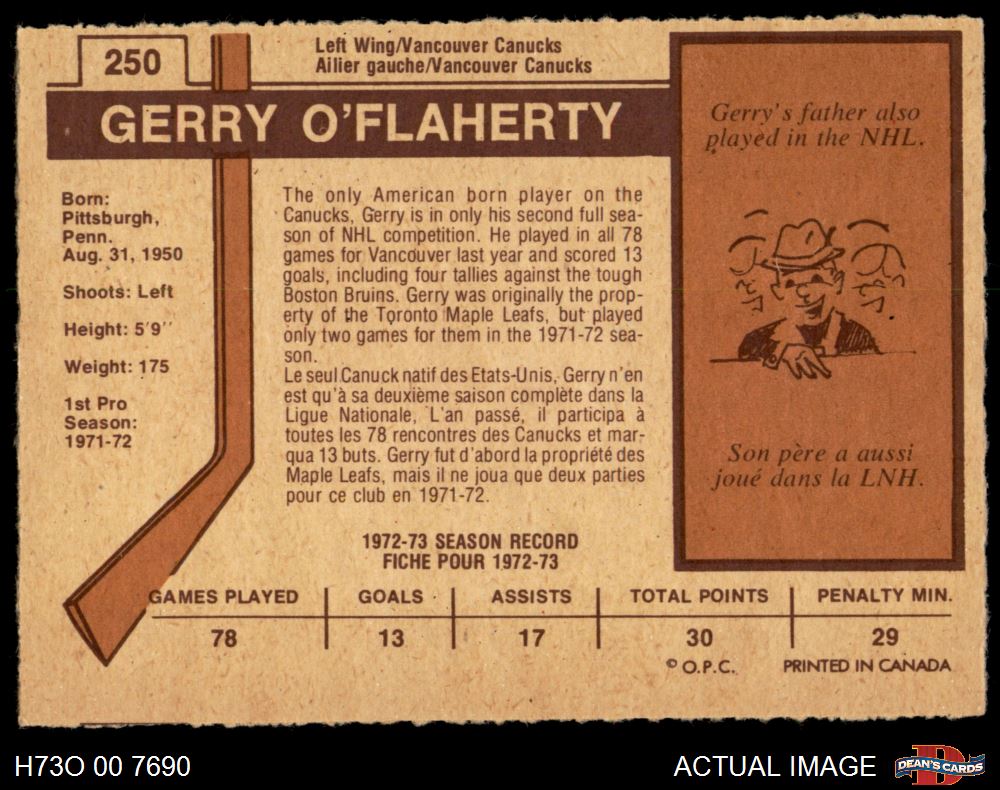 250
Left Wing/Vancouver Canucks
Ailier gauche/Vancouver Canucks
GERRY O'FLAHERTY
Gerry's father also
played in the NHL.
Born:
Pittsburgh,
Penn.
Aug. 31, 1950
Shoots: Left
Height: 5'9''
Weight: 175
1st Pro
Season:
1971-72
The only American born player on the
Canucks, Gerry is in only his second full sea-
son of NHL competition. He played in all 78
games for Vancouver last year and scored 13
goals, including four tallies against the tough
Boston Bruins. Gerry was originally the prop-
erty of the Toronto Maple Leafs, but played
only two games for them in the 1971-72 sea-
son.
Le seul Canuck natif des Etats-Unis, Gerry n'en
est qu'à sa deuxième saison complète dans la
Ligue Nationale, L'an passé, il participa à
toutes les 78 rencontres des Canucks et mar-
qua 13 buts. Gerry fut d'abord la propriété des
Maple Leafs, mais il ne joua que deux parties
pour ce club en 1971-72.
Son père a aussi
joué dans la LNH.
1972-73 SEASON RECORD
FICHE POUR 1972-73
GAMES PLAYED GOALS ASSISTS TOTAL POINTS PENALTY MIN.
78 13 17 30 29
© O.P.C. PRINTED IN CANADA
H73O 00 7690 ACTUAL IMAGE DEAN'S CARDS